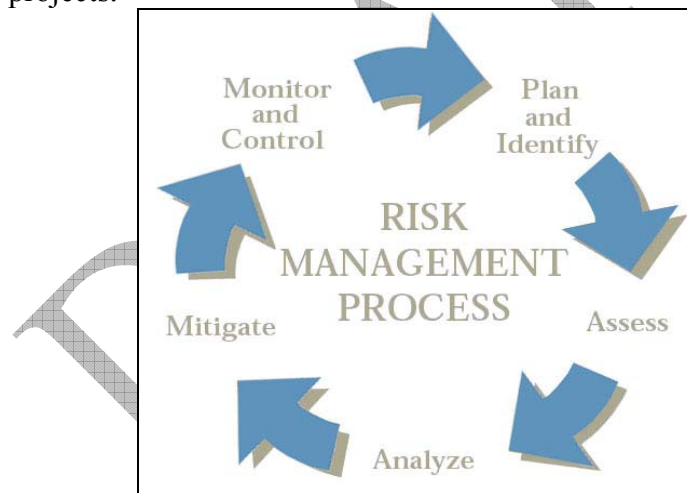 projects.
Monitor
and
Control
Plan
and
Identify
RISK
MANAGEMENT
PROCESS
Assess
Mitigate
Analyze